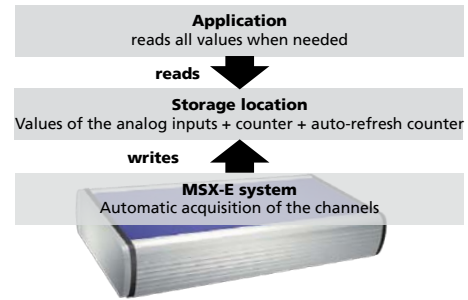 Application
reads all values when needed
reads
Storage location
Values of the analog inputs + counter + auto-refresh counter
writes
MSX-E system
Automatic acquisition of the channels